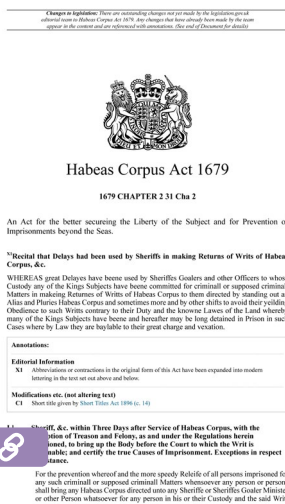 Changes to legislation: There are outstanding changes not yet made by the legislation.gov.uk
editorial team to Habeas Corpus Act 1679. Any changes that have already been made by the team
appear in the content and are referenced with annotations. (See end of Document for details)
Habeas Corpus Act 1679
1679 CHAPTER 2 31 Cha 2
An Act for the better secureing the Liberty of the Subject and for Prevention o
Imprisonments beyond the Seas.
X1Recital that Delays had been used by Sheriffs in making Returns of Writs of Habea
Corpus, &c.
WHEREAS great Delayes have beene used by Sheriffes Goalers and other Officers to whos
Custody any of the Kings Subjects have beene committed for criminall or supposed crimina
Matters in makeing Returnes of Writts of Habeas Corpus to them directed by standing out a
Alias and Pluries Habeas Corpus and sometimes more and by other shifts to avoid their yeildin
Obedience to such Writts contrary to their Duty and the knowne Lawes of the Land whereb
many of the Kings Subjects have beene and hereafter may be long detained in Prison in suc
Cases where by Law they are baylable to their great charge and vexation.
Annotations:
Editorial Information
X1 Abbreviations or contractions in the original form of this Act have been expanded into modern
lettering in the text set out above and below.
Modifications etc. (not altering text)
C1 Short title given by Short Titles Act 1896 (c. 14)
Sheriff, &c. within Three Days after Service of Habeas Corpus, with the
ption of Treason and Felony, as and under the Regulations herein
ioned, to bring up the Body before the Court to which the Writ is
nable; and certify the true Causes of Imprisonment. Exceptions in respect
stance.
For the prevention whereof and the more speedy Releife of all persons imprisoned fo
any such criminall or supposed criminall Matters whensoever any person or person
shall bring any Habeas Corpus directed unto any Sheriffe or Sheriffes Goaler Ministe
or other Person whatsoever for any person in his or their Custody and the said Writ